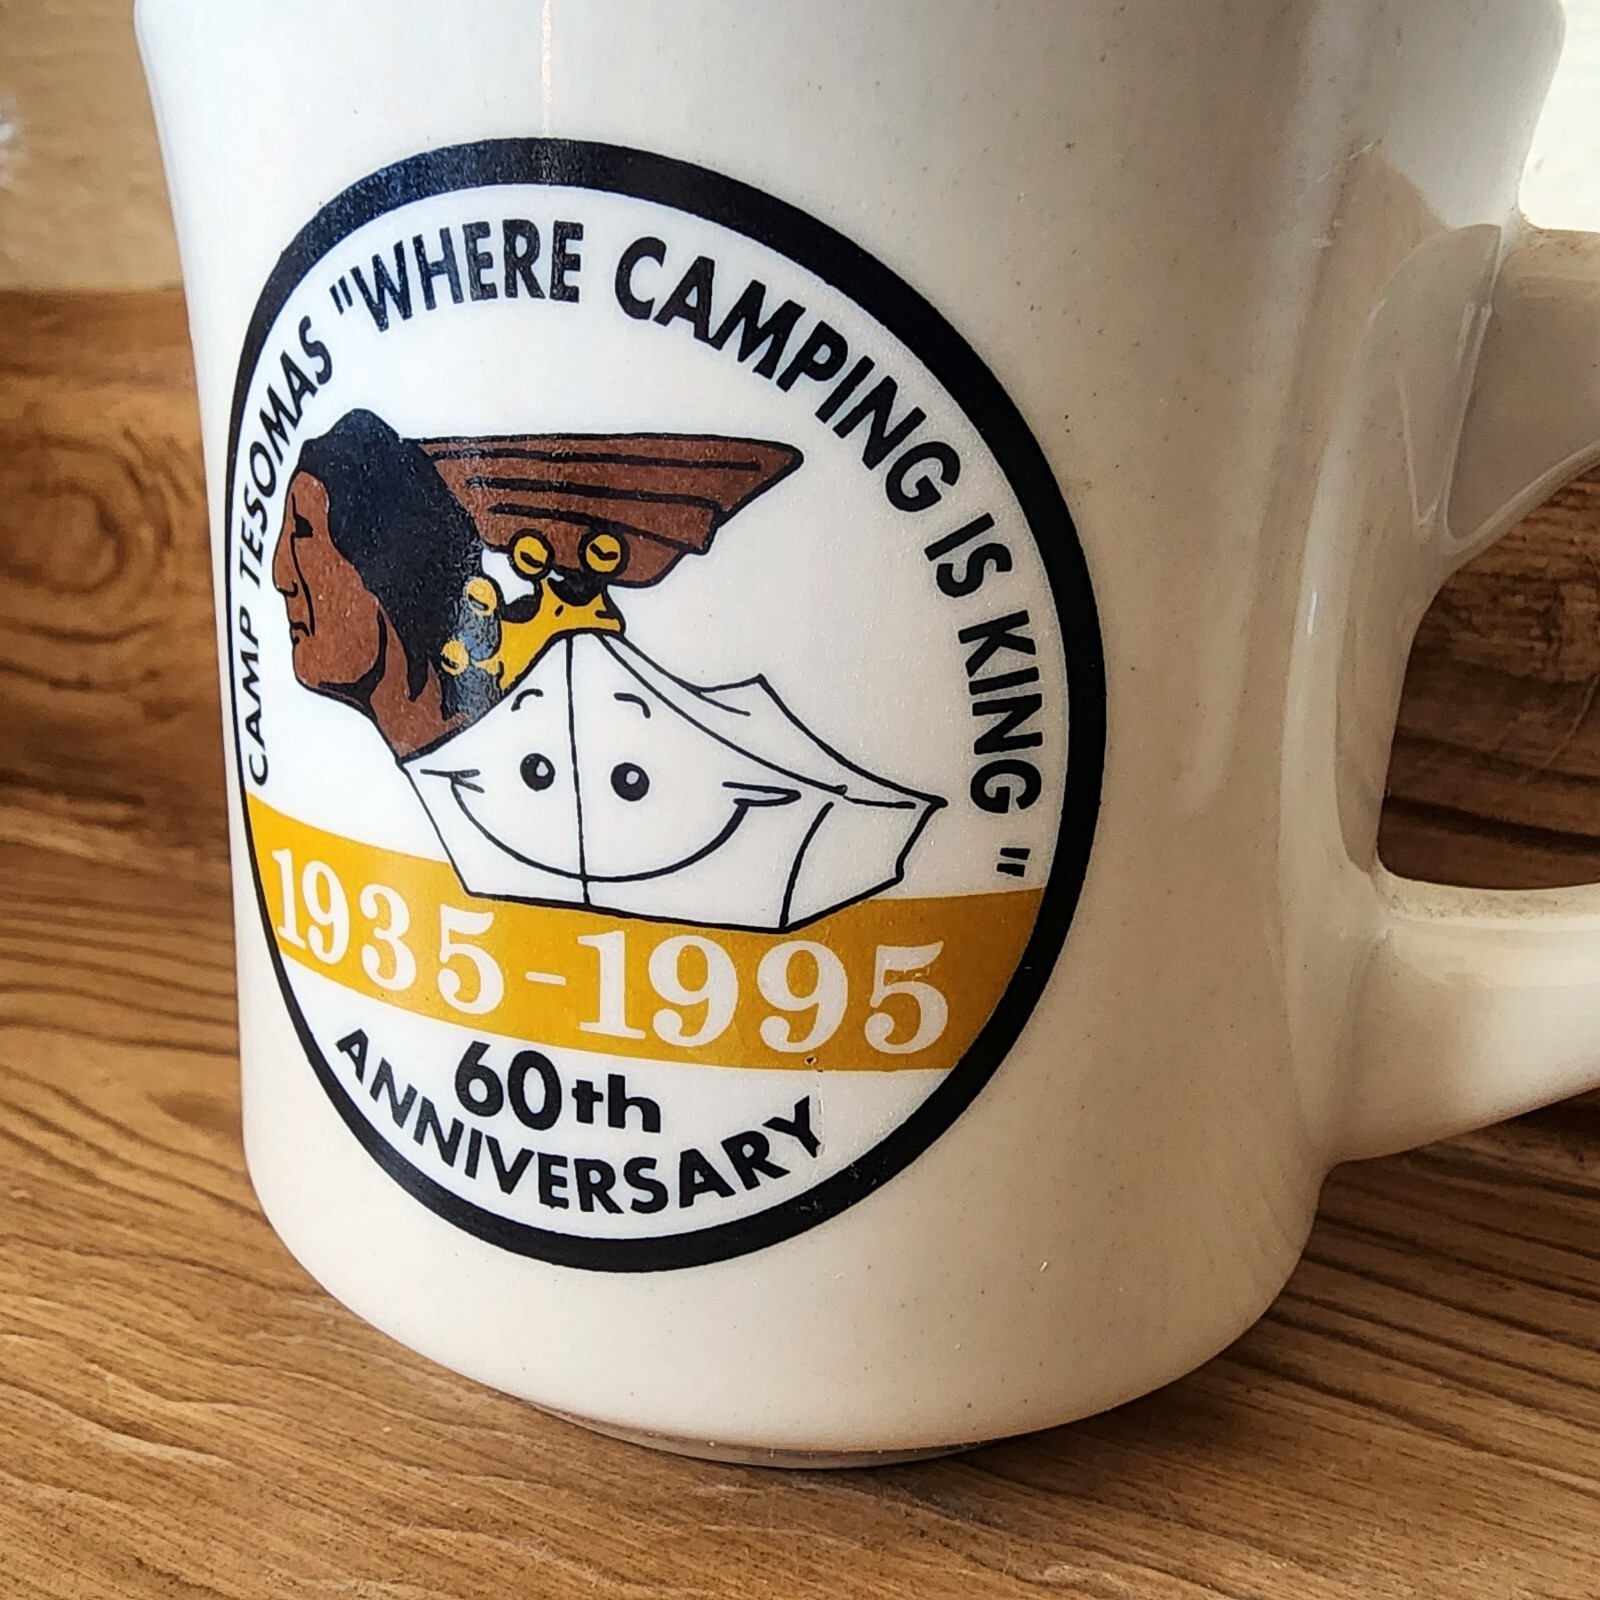 CAMP TESOMAS "WHERE CAMPING IS KING"
1935-1995
60th
ANNIVERSARY